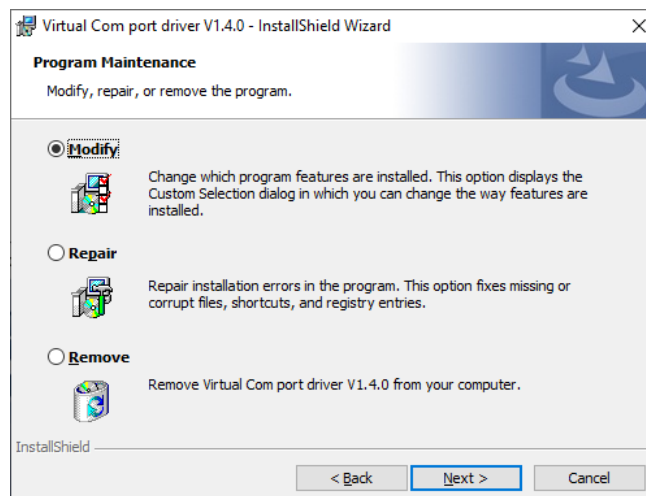 Virtual Com port driver V1.4.0 - InstallShield Wizard
Program Maintenance
Modify, repair, or remove the program.
Modify
Change which program features are installed. This option displays the
Custom Selection dialog in which you can change the way features are
installed.
Repair
Repair installation errors in the program. This option fixes missing or
corrupt files, shortcuts, and registry entries.
Remove
Remove Virtual Com port driver V1.4.0 from your computer.
InstallShield
< Back Next > Cancel